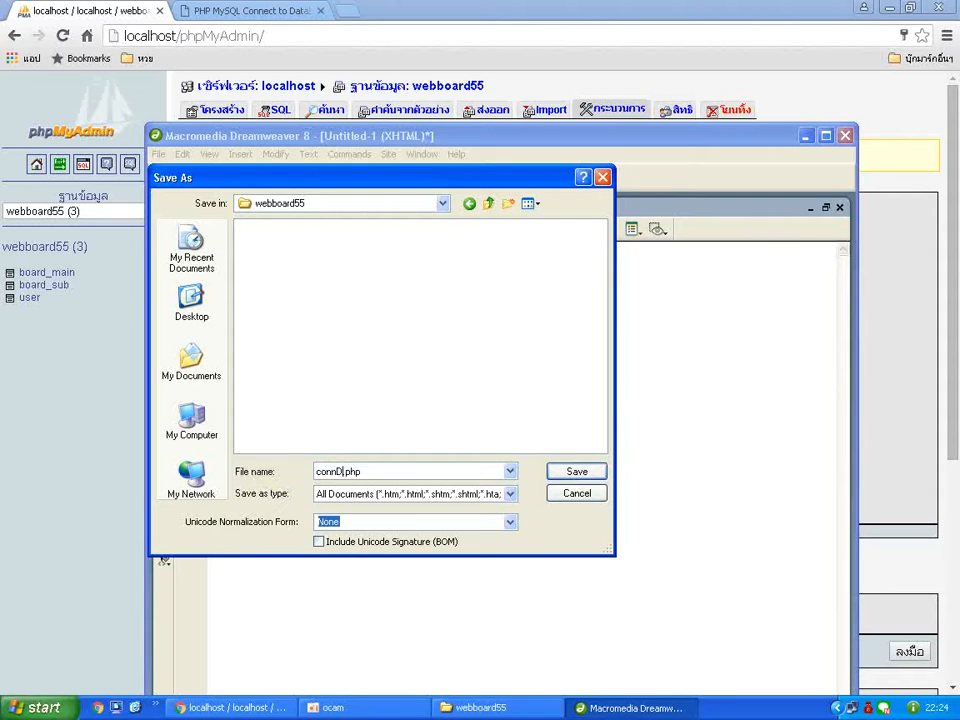 localhost / localhost / webbo
PHP MySQL Connect to Datab
localhost/phpMyAdmin/
แอป
Bookmarks
หวย
บุ๊กมาร์กอื่นๆ
phpMyAdmin
ฐานข้อมูล
webboard55 (3)
webboard55 (3)
board_main
board_sub
user
เซิร์ฟเวอร์: localhost
ฐานข้อมูล: webboard55
โครงสร้าง
SQL
ค้นหา
คำค้นจากตัวอย่าง
ส่งออก
Import
กระบวนการ
สิทธิ
โยนทิ้ง
Macromedia Dreamweaver 8 - [Untitled-1 (XHTML)*]
File Edit View Insert Modify Text Commands Site Window Help
Save As
Save in: webboard55
My Recent
Documents
Desktop
My Documents
My Computer
My Network
File name: connD.php
Save
Save as type: All Documents (*.htm;*.html;*.shtm;*.shtml;*.hta;
Cancel
Unicode Normalization Form: None
Include Unicode Signature (BOM)
ลงมือ
start
localhost / localhost / ...
ocam
webboard55
Macromedia Dreamw...
22:24